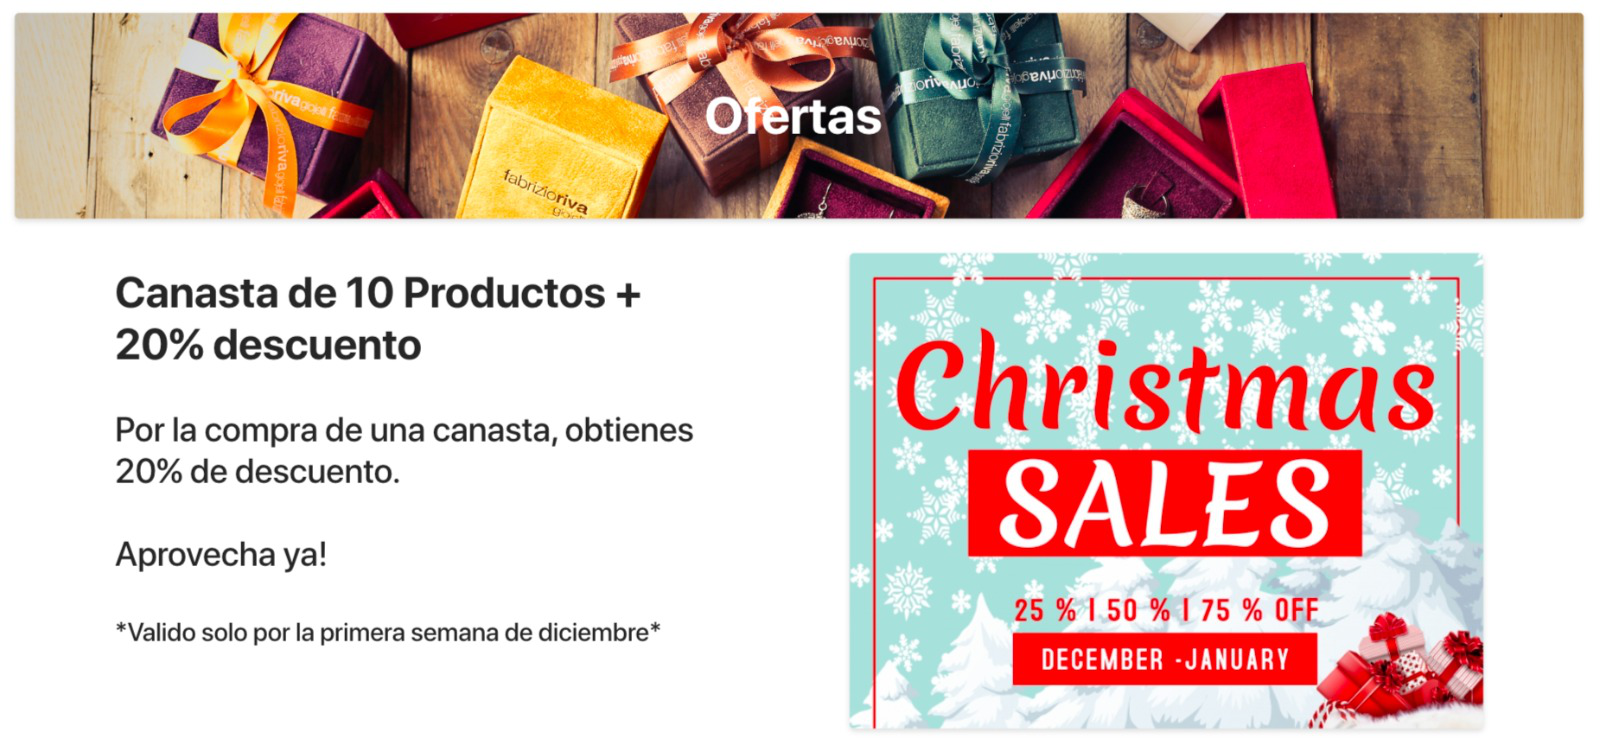 Ofertas
fabrizioriva
Canasta de 10 Productos +
20% descuento
Por la compra de una canasta, obtienes
20% de descuento.
Aprovecha ya!
*Valido solo por la primera semana de diciembre*
Christmas
SALES
25 % | 50 % | 75 % OFF
DECEMBER -JANUARY